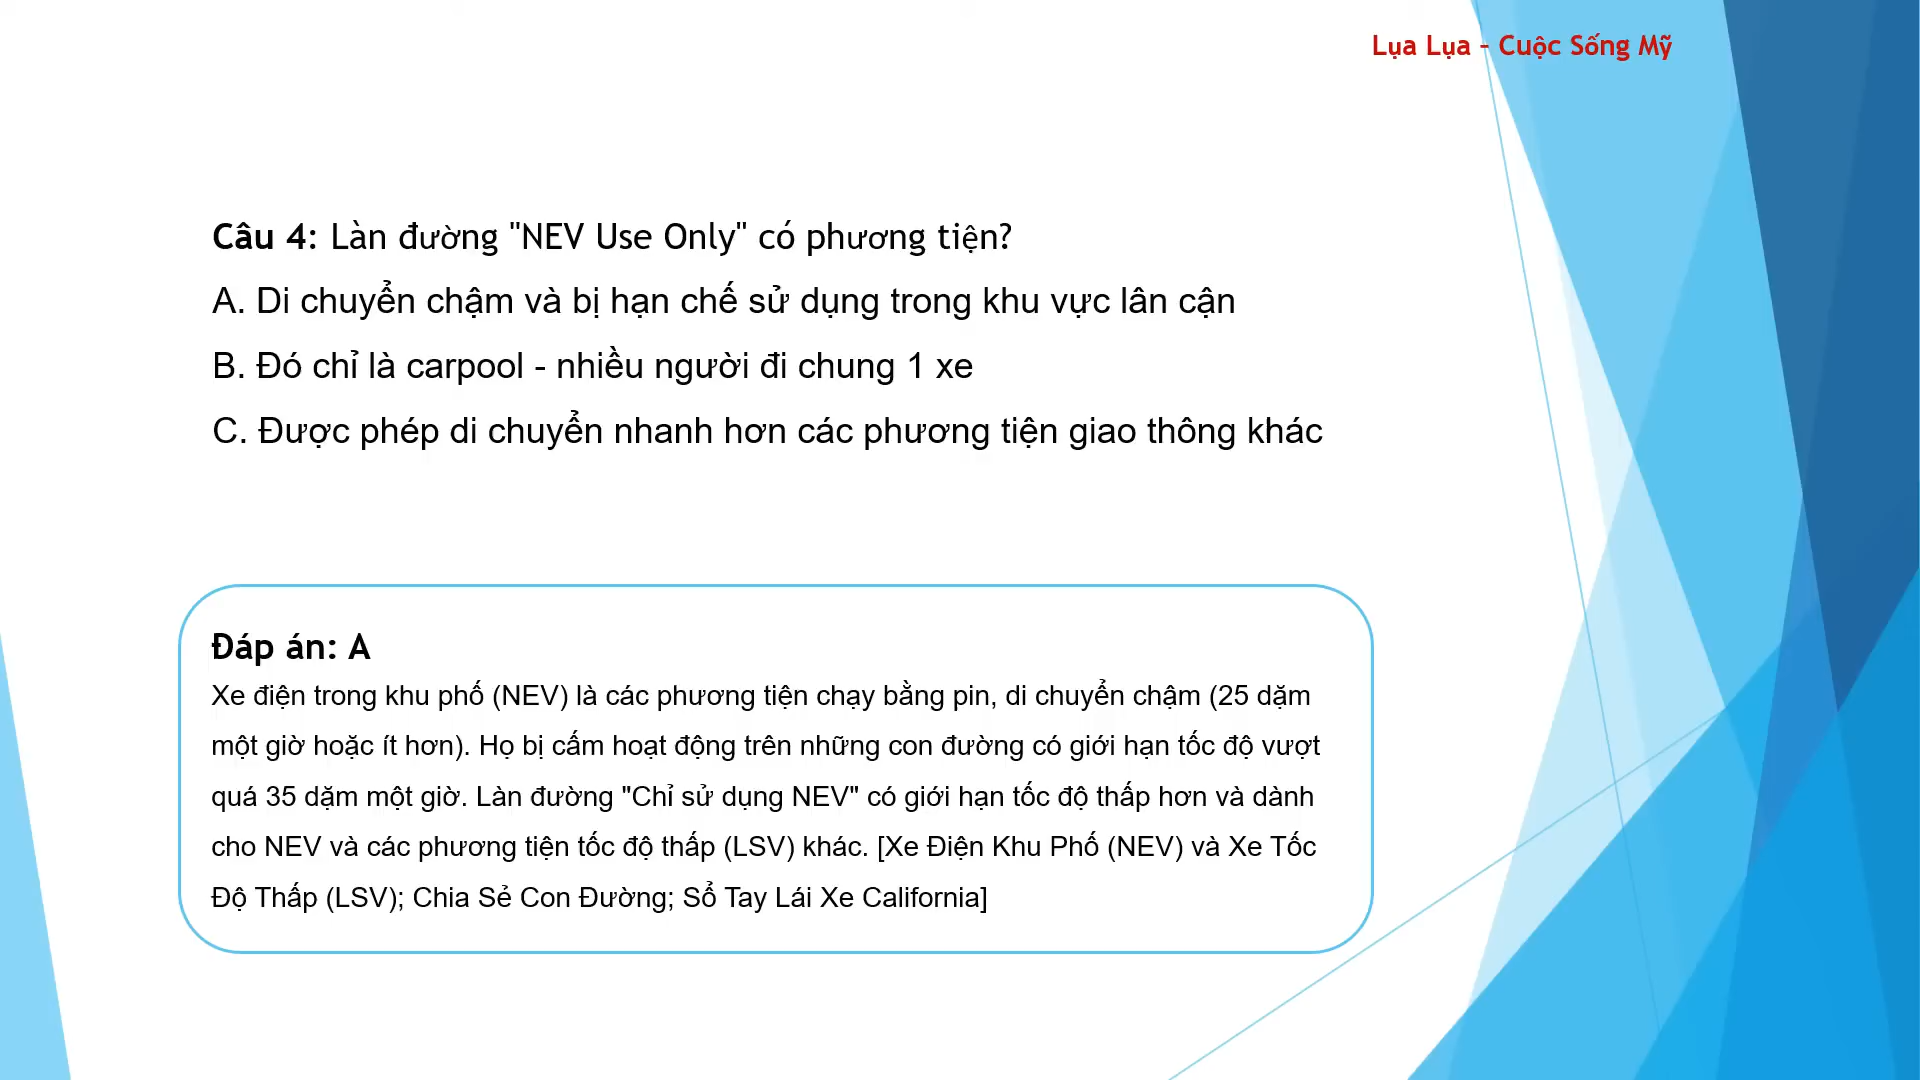 Lụa Lụa - Cuộc Sống Mỹ
Câu 4: Làn đường "NEV Use Only" có phương tiện?
A. Di chuyển chậm và bị hạn chế sử dụng trong khu vực lân cận
B. Đó chỉ là carpool - nhiều người đi chung 1 xe
C. Được phép di chuyển nhanh hơn các phương tiện giao thông khác
Đáp án: A
Xe điện trong khu phố (NEV) là các phương tiện chạy bằng pin, di chuyển chậm (25 dặm
một giờ hoặc ít hơn). Họ bị cấm hoạt động trên những con đường có giới hạn tốc độ vượt
quá 35 dặm một giờ. Làn đường "Chỉ sử dụng NEV" có giới hạn tốc độ thấp hơn và dành
cho NEV và các phương tiện tốc độ thấp (LSV) khác. [Xe Điện Khu Phố (NEV) và Xe Tốc
Độ Thấp (LSV); Chia Sẻ Con Đường; Sổ Tay Lái Xe California]